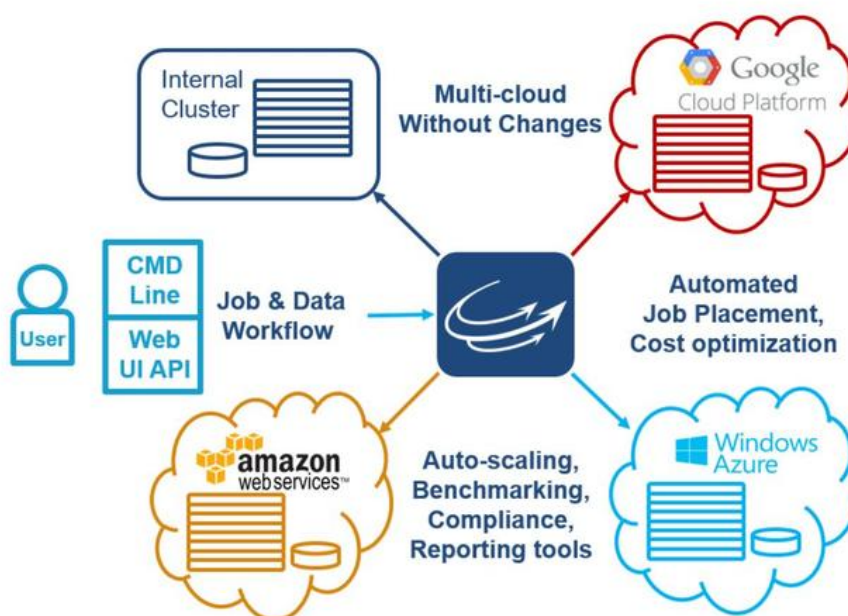 Internal
Cluster
Multi-cloud
Without Changes
Google
Cloud Platform
User
CMD
Line
Web
UI API
Job & Data
Workflow
Automated
Job Placement,
Cost optimization
amazon
webservices™
Auto-scaling,
Benchmarking,
Compliance,
Reporting tools
Windows
Azure